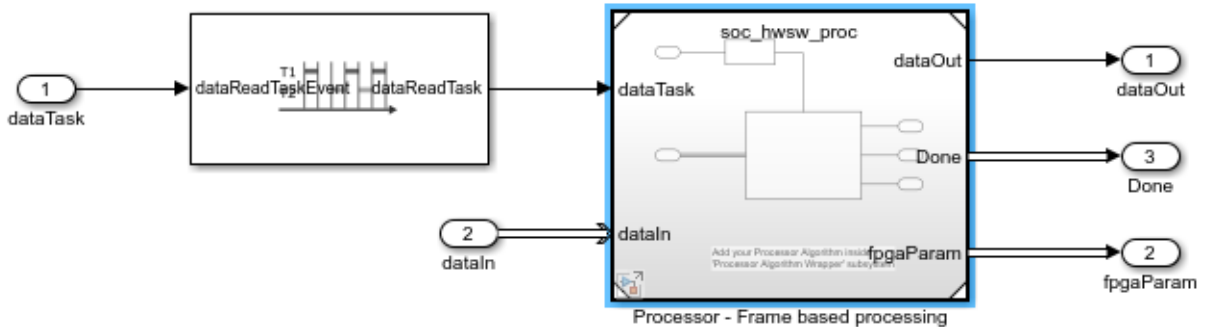 1
dataTask
dataReadTaskEvent
T1
dataReadTask
soc_hwsw_proc
dataTask
dataIn
dataOut
Done
fpgaParam
Add your Processor Algorithm inside
'Processor Algorithm Wrapper' subsystem
2
dataIn
1
dataOut
3
Done
2
fpgaParam
Processor - Frame based processing